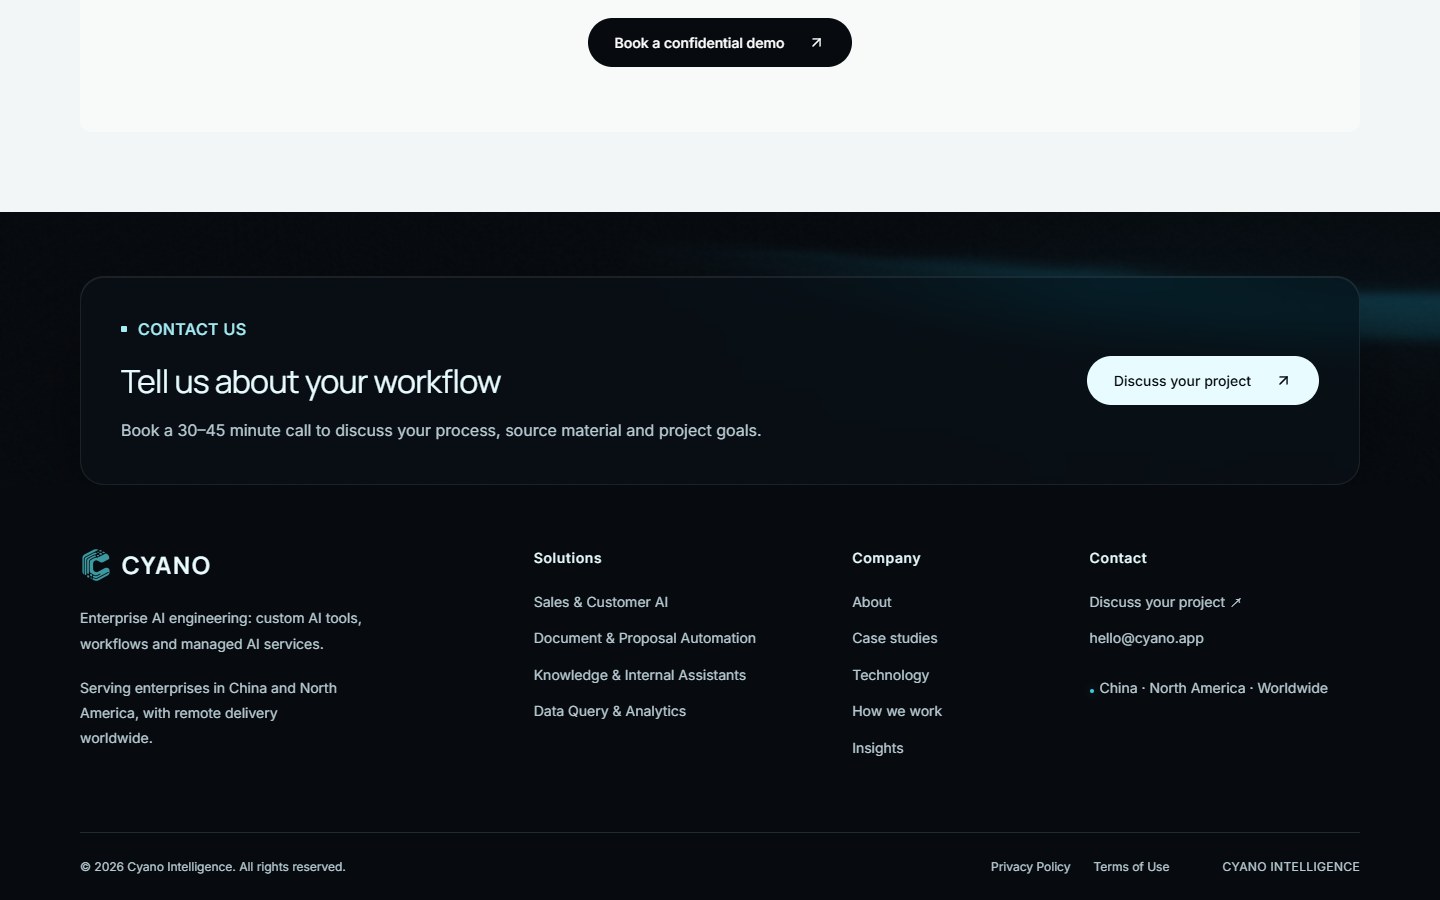 Book a confidential demo
CONTACT US
Tell us about your workflow
Book a 30–45 minute call to discuss your process, source material and project goals.
Discuss your project
CYANO
Enterprise AI engineering: custom AI tools,
workflows and managed AI services.
Serving enterprises in China and North
America, with remote delivery
worldwide.
Solutions
Sales & Customer AI
Document & Proposal Automation
Knowledge & Internal Assistants
Data Query & Analytics
Company
About
Case studies
Technology
How we work
Insights
Contact
Discuss your project ↗
hello@cyano.app
China · North America · Worldwide
© 2026 Cyano Intelligence. All rights reserved.
Privacy Policy
Terms of Use
CYANO INTELLIGENCE